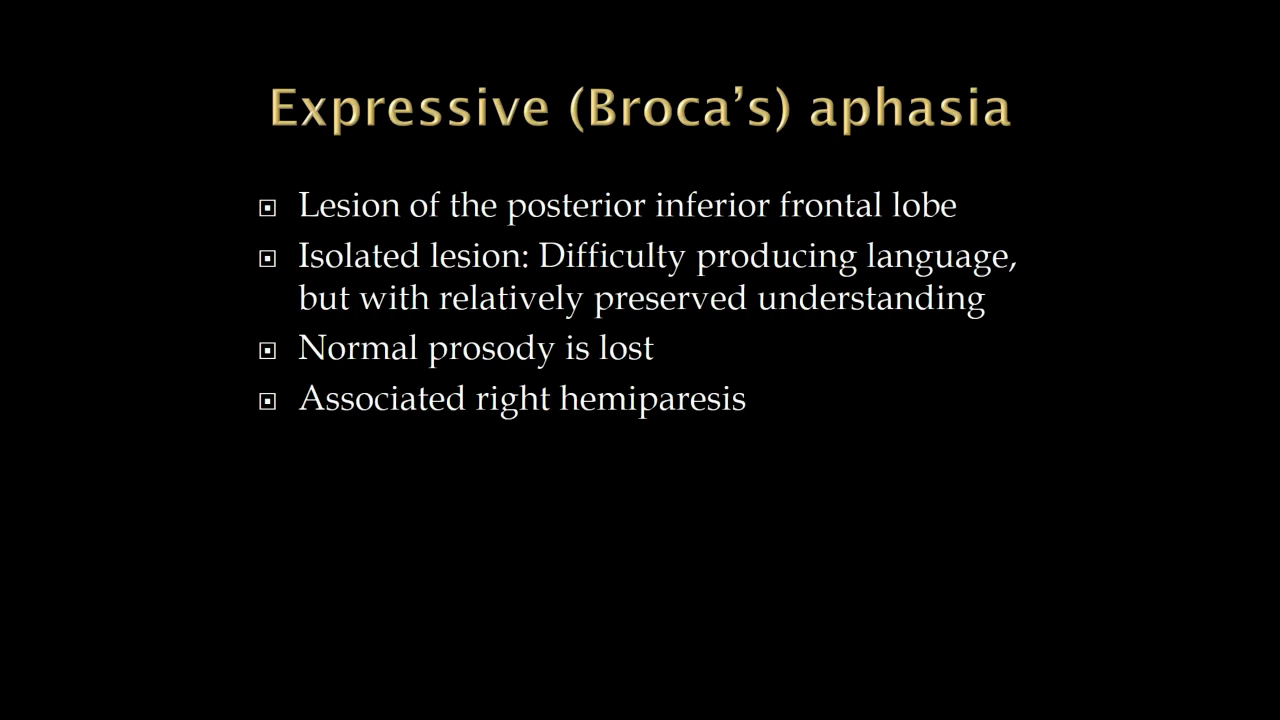 Expressive (Broca’s) aphasia
Lesion of the posterior inferior frontal lobe
Isolated lesion: Difficulty producing language,
but with relatively preserved understanding
Normal prosody is lost
Associated right hemiparesis